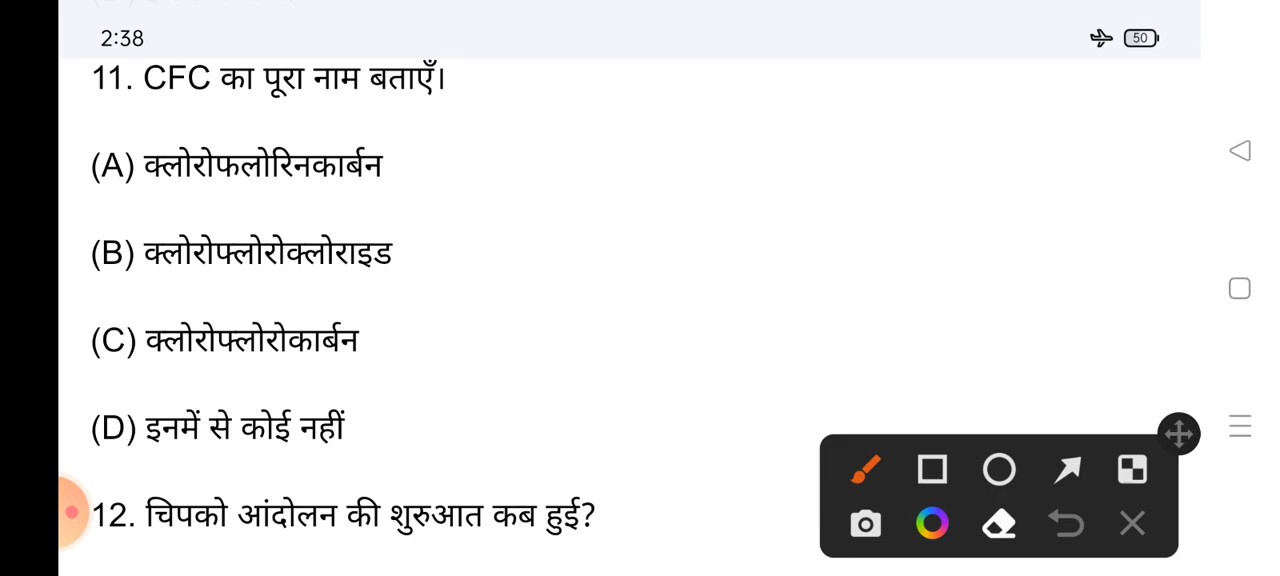 2:38
50
11. CFC का पूरा नाम बताएँ।
(A) क्लोरोफलोरिनकार्बन
(B) क्लोरोफ्लोरोक्लोराइड
(C) क्लोरोफ्लोरोकार्बन
(D) इनमें से कोई नहीं
12. चिपको आंदोलन की शुरुआत कब हुई?